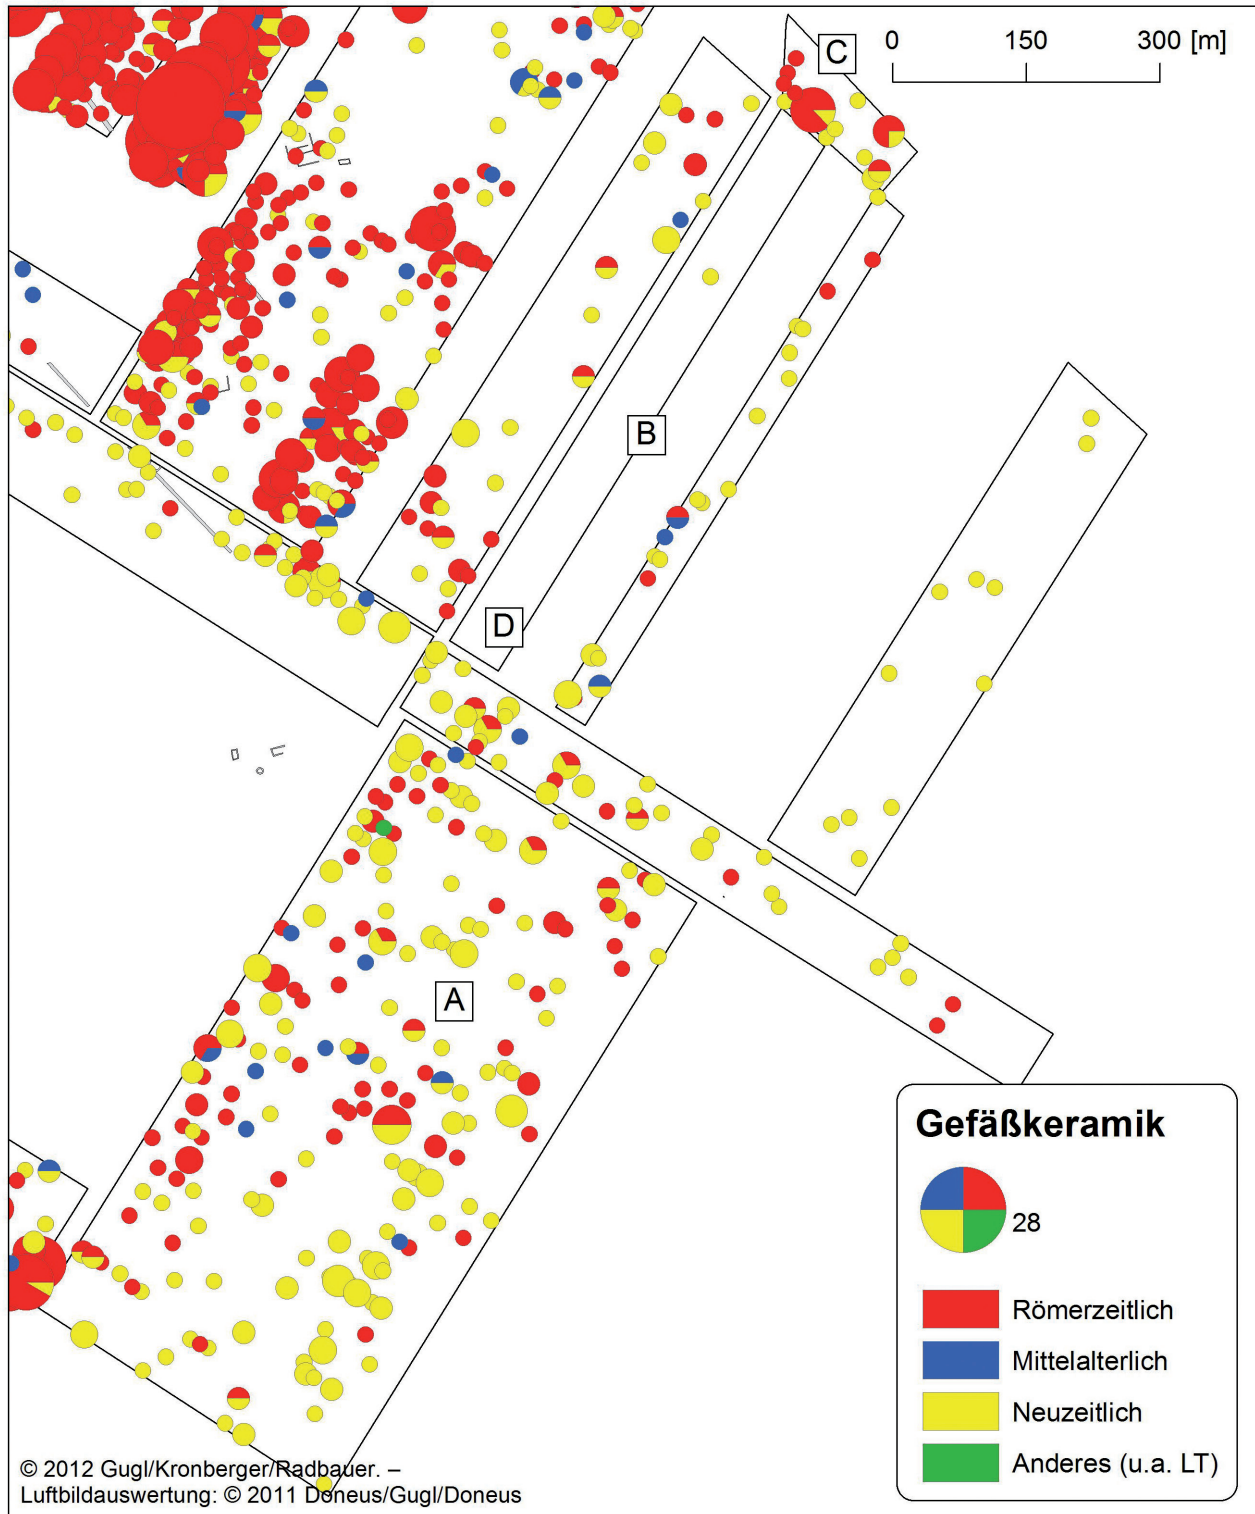 C
0 150 300 [m]
B
D
A
Gefäßkeramik
28
Römerzeitlich
Mittelalterlich
Neuzeitlich
Anderes (u.a. LT)
© 2012 Gugl/Kronberger/Radbauer. –
Luftbildauswertung: © 2011 Doneus/Gugl/Doneus